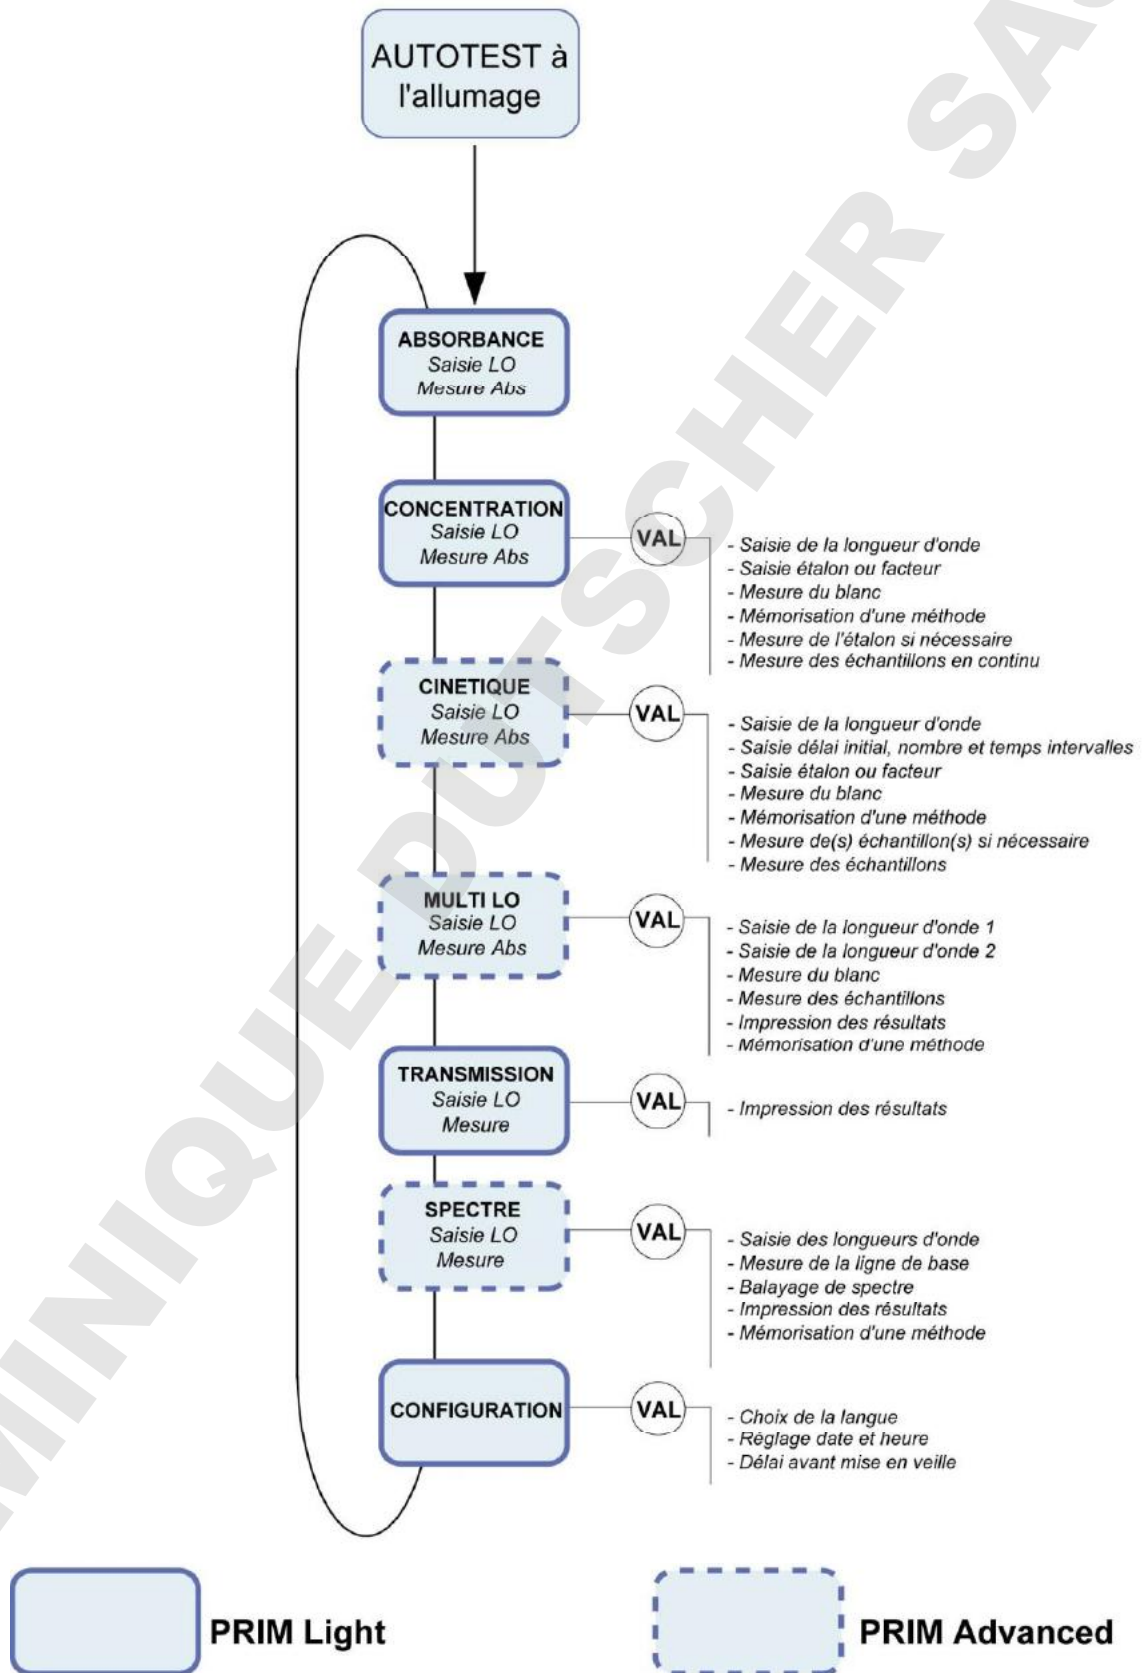 AUTOTEST à
l'allumage
ABSORBANCE
Saisie LO
Mesure Abs
CONCENTRATION
Saisie LO
Mesure Abs
VAL
- Saisie de la longueur d'onde
- Saisie étalon ou facteur
- Mesure du blanc
- Mémorisation d'une méthode
- Mesure de l'étalon si nécessaire
- Mesure des échantillons en continu
CINETIQUE
Saisie LO
Mesure Abs
VAL
- Saisie de la longueur d'onde
- Saisie délai initial, nombre et temps intervalles
- Saisie étalon ou facteur
- Mesure du blanc
- Mémorisation d'une méthode
- Mesure de(s) échantillon(s) si nécessaire
- Mesure des échantillons
MULTI LO
Saisie LO
Mesure Abs
VAL
- Saisie de la longueur d'onde 1
- Saisie de la longueur d'onde 2
- Mesure du blanc
- Mesure des échantillons
- Impression des résultats
- Mémorisation d'une méthode
TRANSMISSION
Saisie LO
Mesure
VAL
- Impression des résultats
SPECTRE
Saisie LO
Mesure
VAL
- Saisie des longueurs d'onde
- Mesure de la ligne de base
- Balayage de spectre
- Impression des résultats
- Mémorisation d'une méthode
CONFIGURATION
VAL
- Choix de la langue
- Réglage date et heure
- Délai avant mise en veille
PRIM Light
PRIM Advanced
MINIQUE DUTSCHER SAS